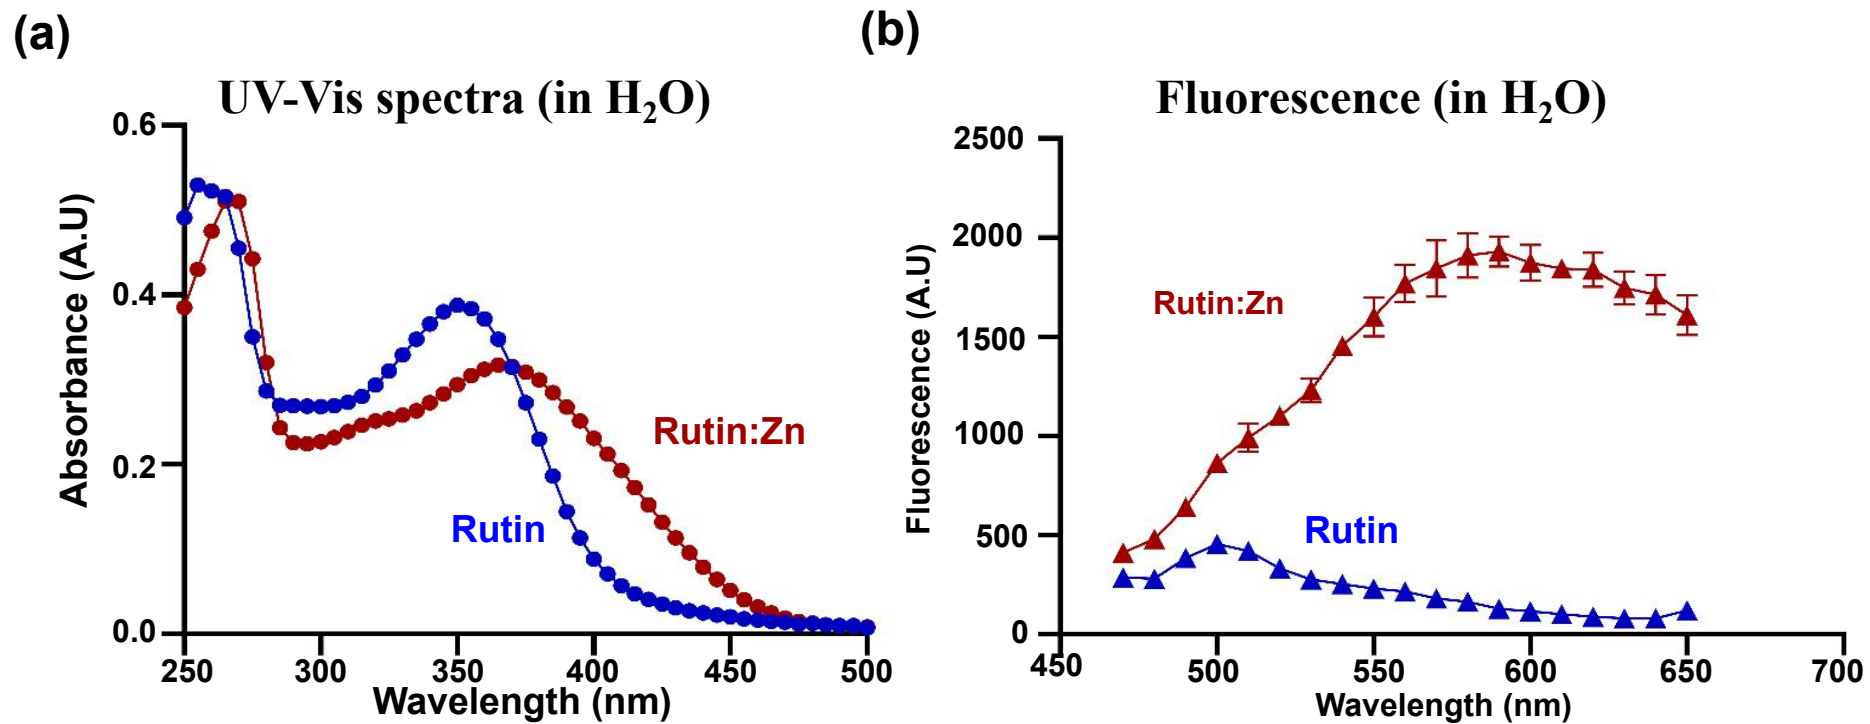 (a)
UV-Vis spectra (in H₂O)
0.6
0.4
0.2
0.0
Absorbance (A.U)
Rutin:Zn
Rutin
250 300 350 400 450 500
Wavelength (nm)
(b)
Fluorescence (in H₂O)
2500
2000
1500
1000
500
0
Fluorescence (A.U)
Rutin:Zn
Rutin
450 500 550 600 650 700
Wavelength (nm)